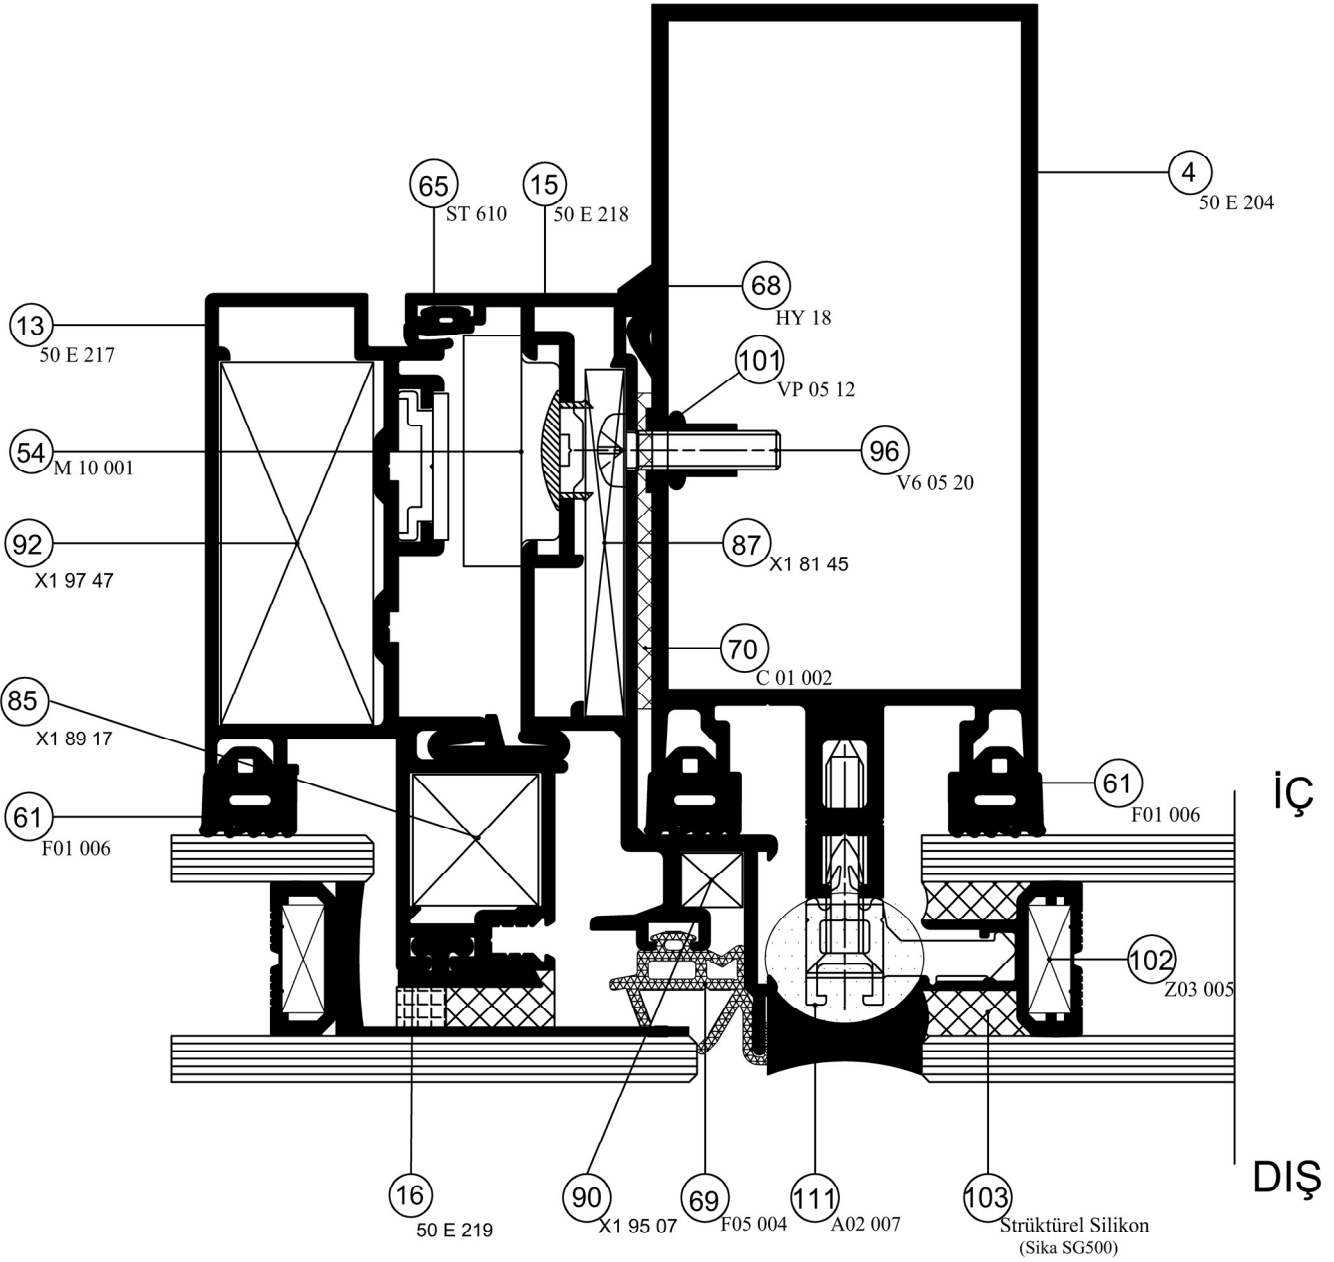 65
ST 610
15
50 E 218
4
50 E 204
68
HY 18
13
50 E 217
101
VP 05 12
54
M 10 001
96
V6 05 20
92
X1 97 47
87
X1 81 45
70
C 01 002
85
X1 89 17
61
F01 006
61
F01 006
İÇ
102
Z03 005
DIŞ
16
50 E 219
90
X1 95 07
69
F05 004
111
A02 007
103
Strüktürel Silikon
(Sika SG500)